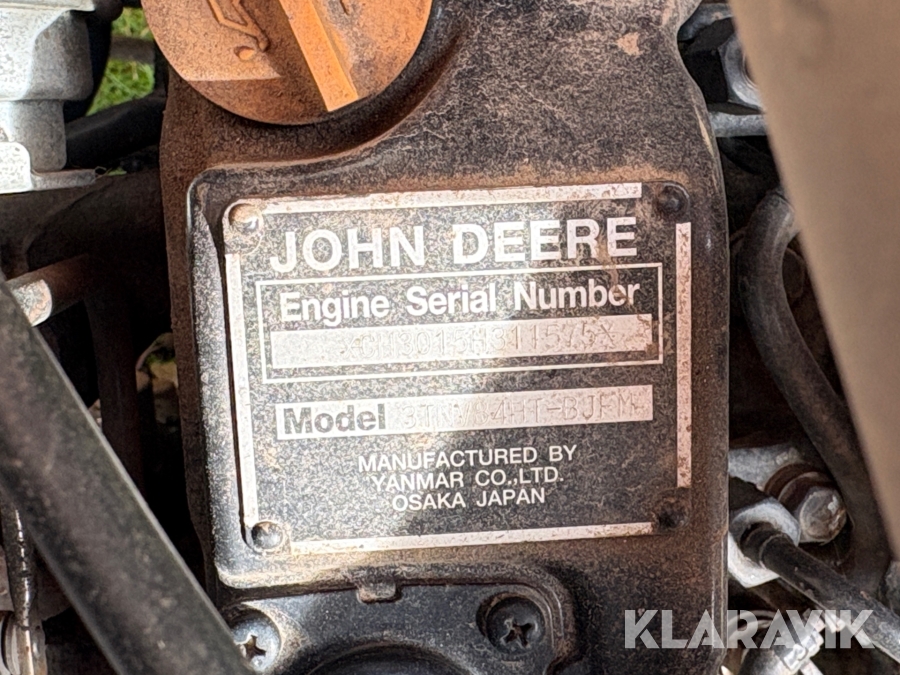 JOHN DEERE
Engine Serial Number
Model
MANUFACTURED BY
YANMAR CO.,LTD.
OSAKA JAPAN
KLARAVIK